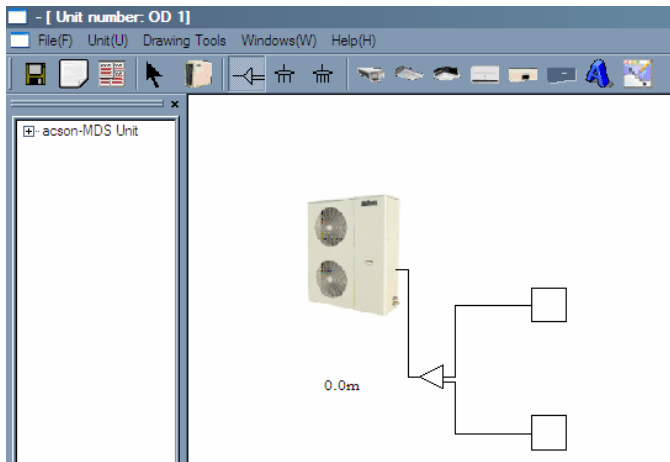 - [ Unit number: OD 1]
File(F) Unit(U) Drawing Tools Windows(W) Help(H)
acson-MDS Unit
0.0m